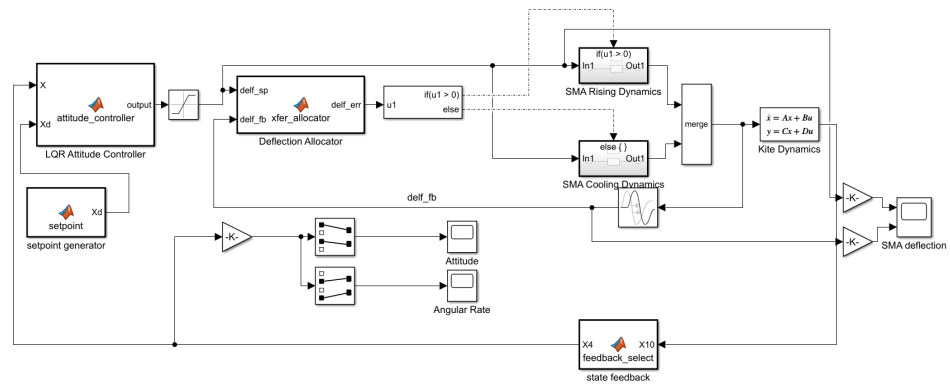 X
Xd
attitude_controller
output
LQR Attitude Controller
setpoint
Xd
setpoint generator
delf_sp
delf_fb
xfer_allocator
delf_err
Deflection Allocator
u1
if(u1 > 0)
else
if(u1 > 0)
In1
Out1
SMA Rising Dynamics
else { }
In1
Out1
SMA Cooling Dynamics
merge
ẋ = Ax + Bu
y = Cx + Du
Kite Dynamics
delf_fb
-K-
-K-
-K-
SMA deflection
Attitude
Angular Rate
X4
feedback_select
X10
state feedback